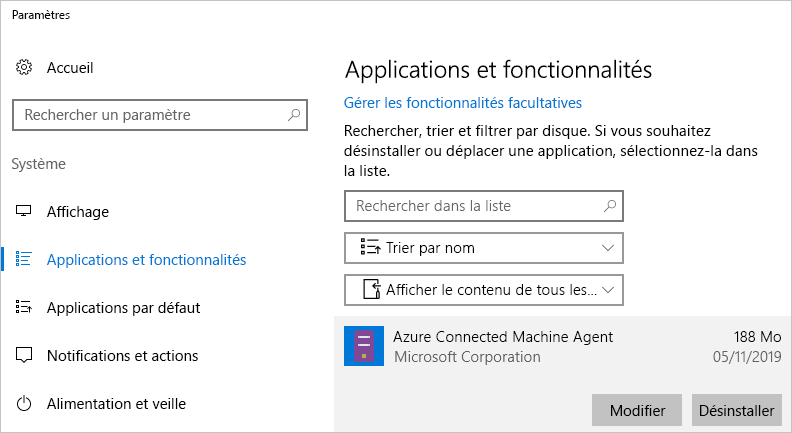 Paramètres
Accueil
Rechercher un paramètre
Système
Affichage
Applications et fonctionnalités
Applications par défaut
Notifications et actions
Alimentation et veille
Applications et fonctionnalités
Gérer les fonctionnalités facultatives
Rechercher, trier et filtrer par disque. Si vous souhaitez
désinstaller ou déplacer une application, sélectionnez-la dans
la liste.
Rechercher dans la liste
Trier par nom
Afficher le contenu de tous les...
Azure Connected Machine Agent 188 Mo
Microsoft Corporation 05/11/2019
Modifier Désinstaller